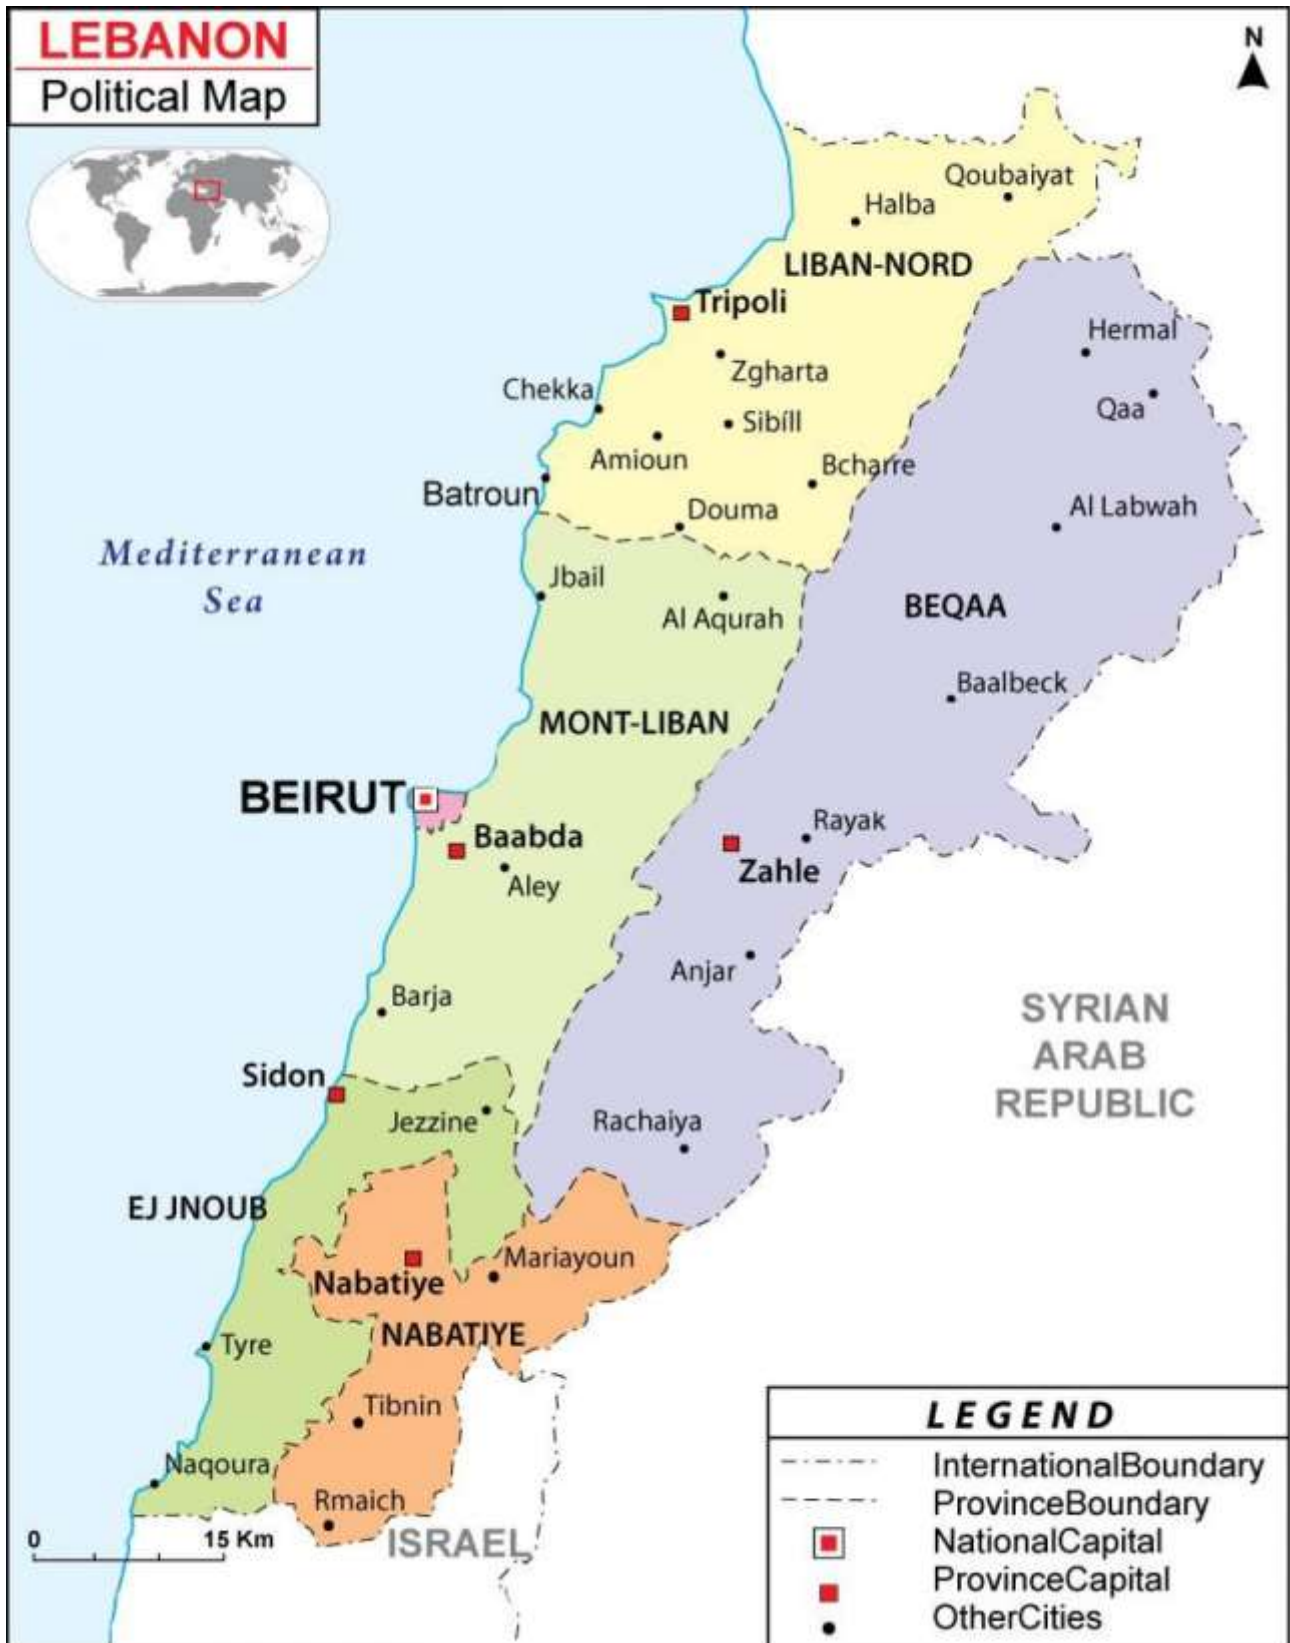 LEBANON
Political Map
N
Qoubaiyat
Halba
LIBAN-NORD
Tripoli
Hermal
Zgharta
Chekka
Qaa
Sibíll
Amioun
Bcharre
Batroun
Douma
Al Labwah
Mediterranean
Sea
Jbail
Al Aqurah
BEQAA
Baalbeck
MONT-LIBAN
BEIRUT
Rayak
Baabda
Zahle
Aley
Anjar
Barja
SYRIAN
ARAB
REPUBLIC
Sidon
Jezzine
Rachaiya
EJ JNOUB
Mariayoun
Nabatiye
NABATIYE
Tyre
Tibnin
Naqoura
Rmaich
ISRAEL
0 15 Km
LEGEND
InternationalBoundary
ProvinceBoundary
NationalCapital
ProvinceCapital
OtherCities